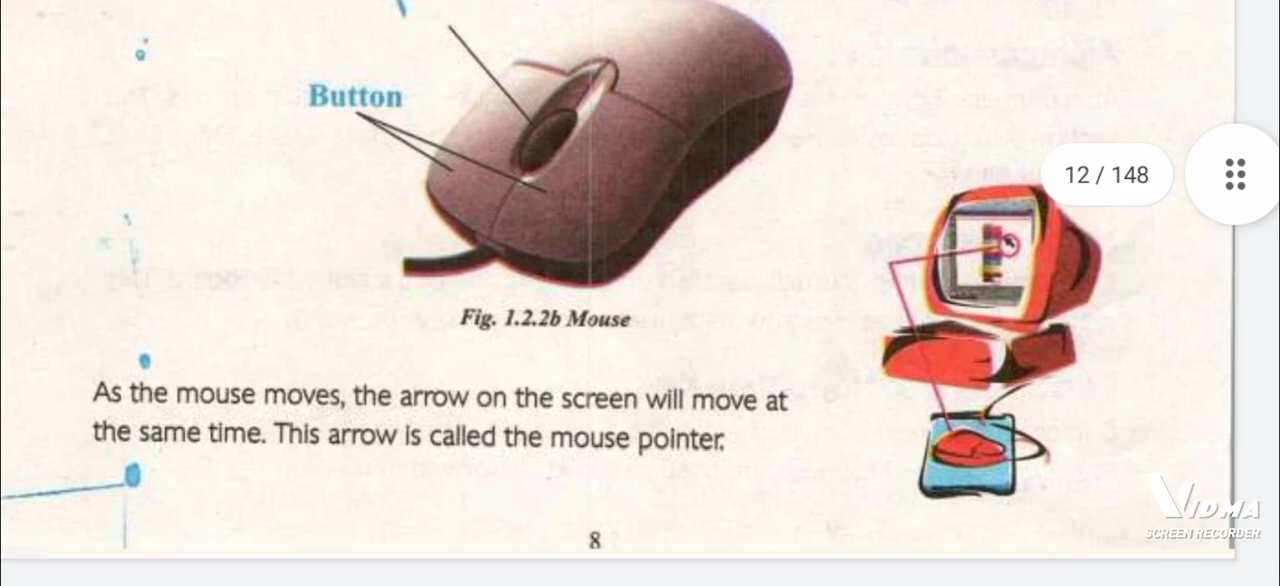 Button
12 / 148
Fig. 1.2.2b Mouse
As the mouse moves, the arrow on the screen will move at
the same time. This arrow is called the mouse pointer.
8
VIDMA
SCREEN RECORDER